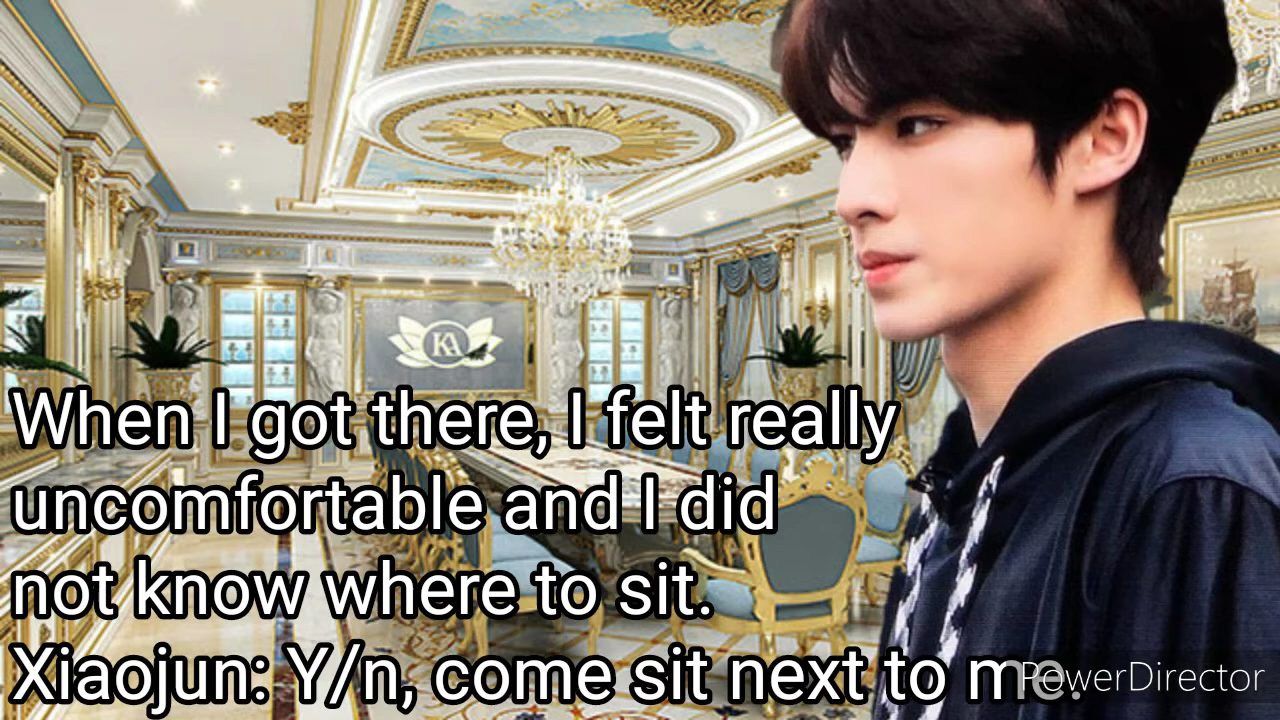 KA
When I got there, I felt really
uncomfortable and I did
not know where to sit.
Xiaojun: Y/n, come sit next to me.
PowerDirector